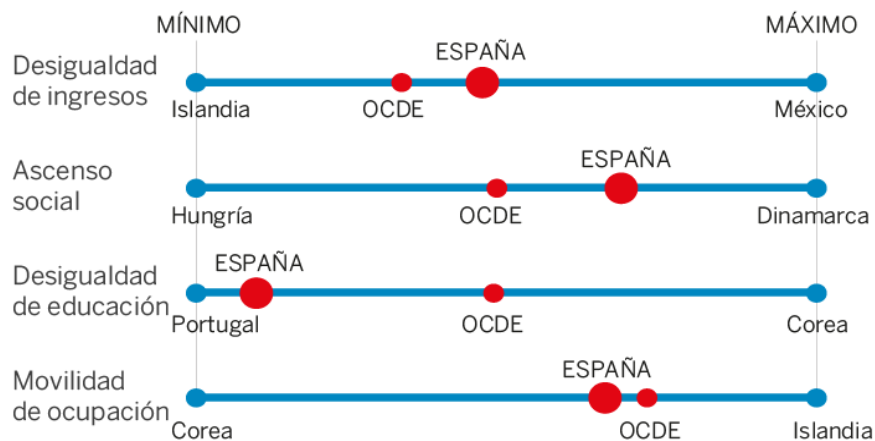 MÍNIMO
MÁXIMO
Desigualdad
de ingresos
ESPAÑA
Islandia
OCDE
México
Ascenso
social
ESPAÑA
Hungría
OCDE
Dinamarca
Desigualdad
de educación
ESPAÑA
Portugal
OCDE
Corea
Movilidad
de ocupación
ESPAÑA
Corea
OCDE
Islandia